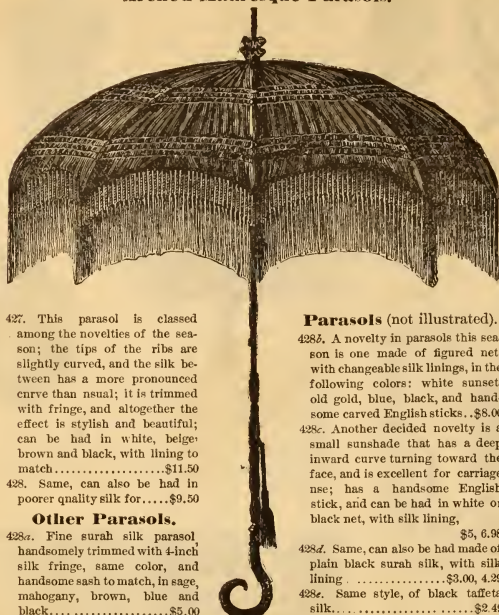 427. This parasol is classed
among the novelties of the sea-
son; the tips of the ribs are
slightly curved, and the silk be-
tween has a more pronounced
cnrve than nsual; it is trimmed
with fringe, and altogether the
effect is stylish and beautiful;
can be had in white, beige,
brown and black, with lining to
match....................$11.50
428. Same, can also be had in
poorer qnality silk for.....$9.50
Other Parasols.
428a. Fine surah silk parasol,
handsomely trimmed with 4-inch
silk fringe, same color, and
handsome sash to match, in sage,
mahogany, brown, blue and
black....................$5.00
Parasols (not illustrated).
428b. A novelty in parasols this sea-
son is one made of figured net
with changeable silk linings, in the
following colors: white sunset,
old gold, blue, black, and hand-
some carved English sticks..$8.00
428c. Another decided novelty is a
small sunshade that has a deep
inward curve turning toward the
face, and is excellent for carriage
nse; has a handsome English
stick, and can be had in white or
black net, with silk lining,
$5, 6.98
428d. Same, can also be had made of
plain black surah silk, with silk
lining ..............$3.00, 4.29
428e. Same style, of black taffeta
silk....................